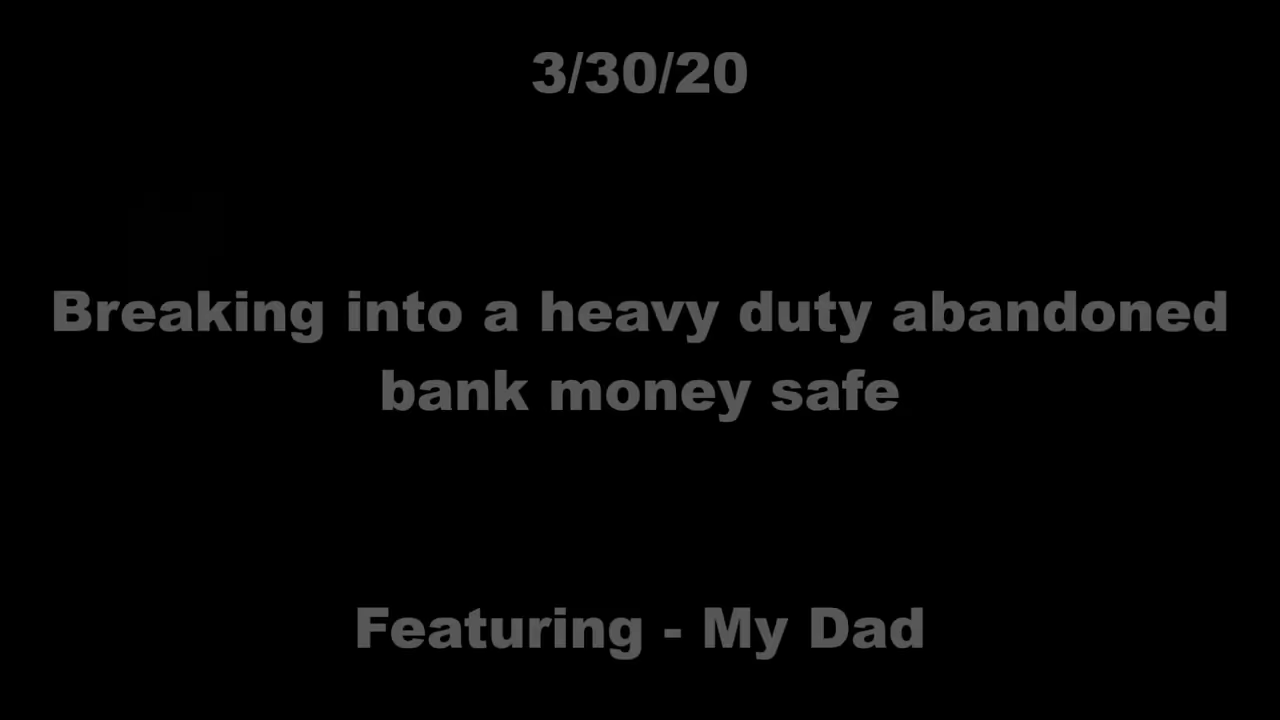 3/30/20
Breaking into a heavy duty abandoned
bank money safe
Featuring - My Dad